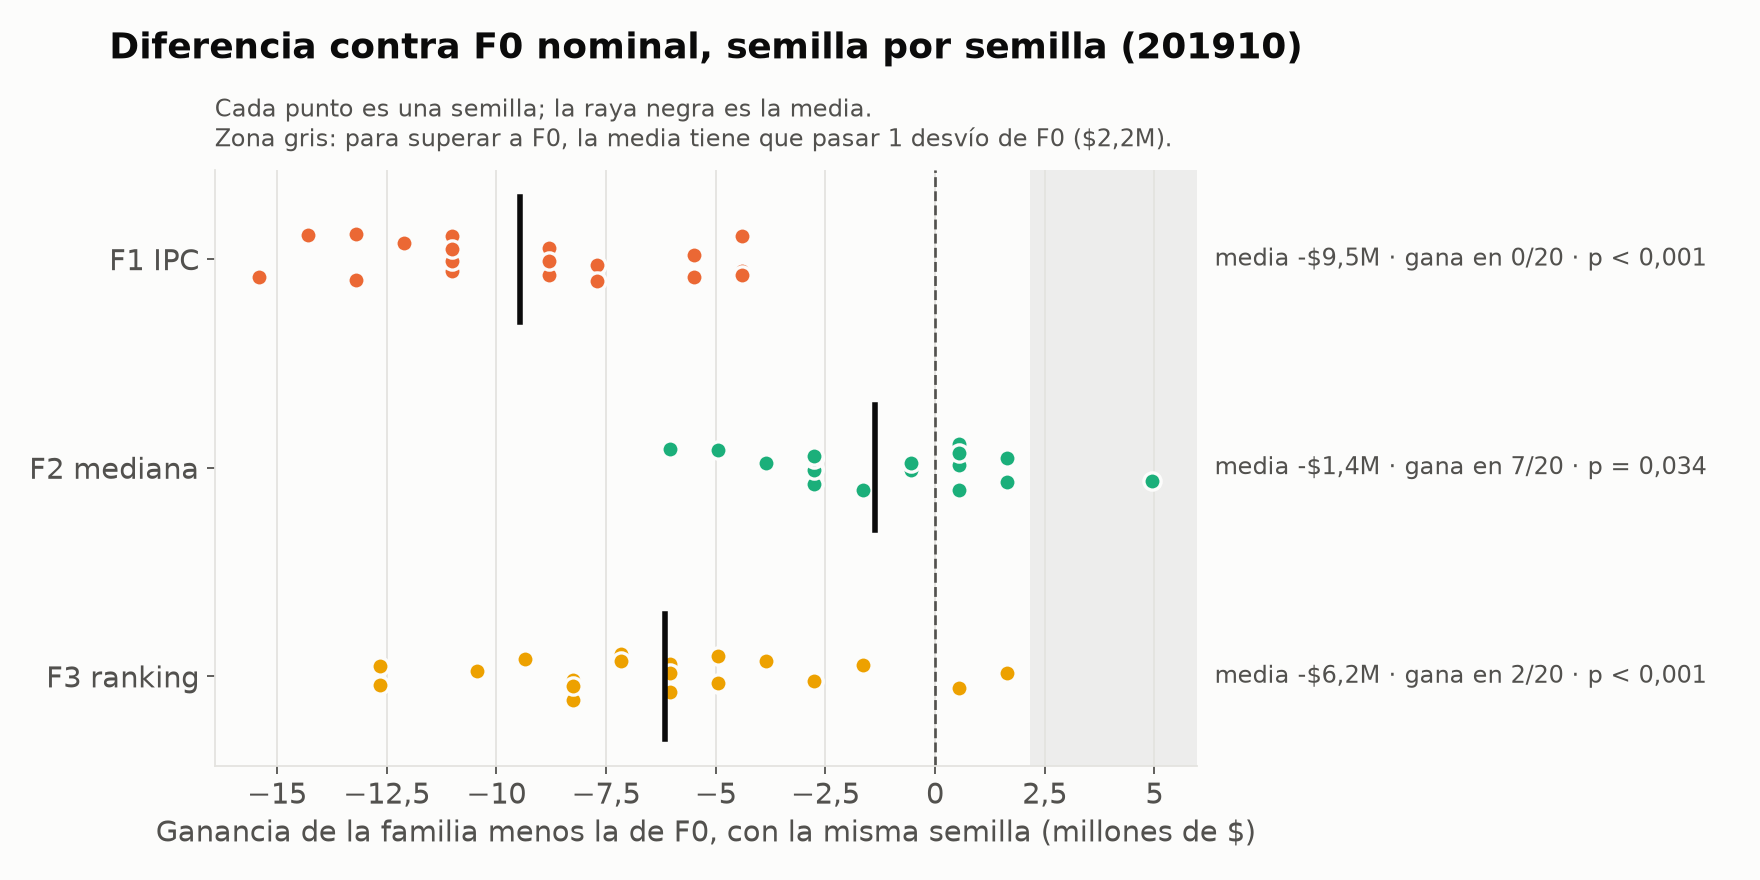 Diferencia contra F0 nominal, semilla por semilla (201910)
Cada punto es una semilla; la raya negra es la media.
Zona gris: para superar a F0, la media tiene que pasar 1 desvío de F0 ($2,2M).
F1 IPC
media -$9,5M · gana en 0/20 · p < 0,001
F2 mediana
media -$1,4M · gana en 7/20 · p = 0,034
F3 ranking
media -$6,2M · gana en 2/20 · p < 0,001
−15 −12,5 −10 −7,5 −5 −2,5 0 2,5 5
Ganancia de la familia menos la de F0, con la misma semilla (millones de $)